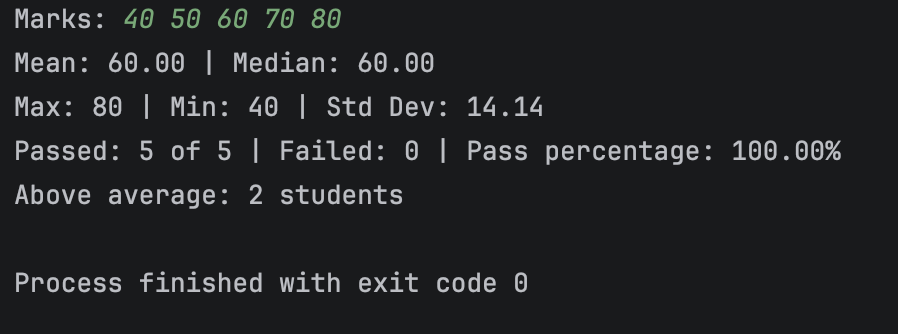 Marks: 40 50 60 70 80
Mean: 60.00 | Median: 60.00
Max: 80 | Min: 40 | Std Dev: 14.14
Passed: 5 of 5 | Failed: 0 | Pass percentage: 100.00%
Above average: 2 students
Process finished with exit code 0